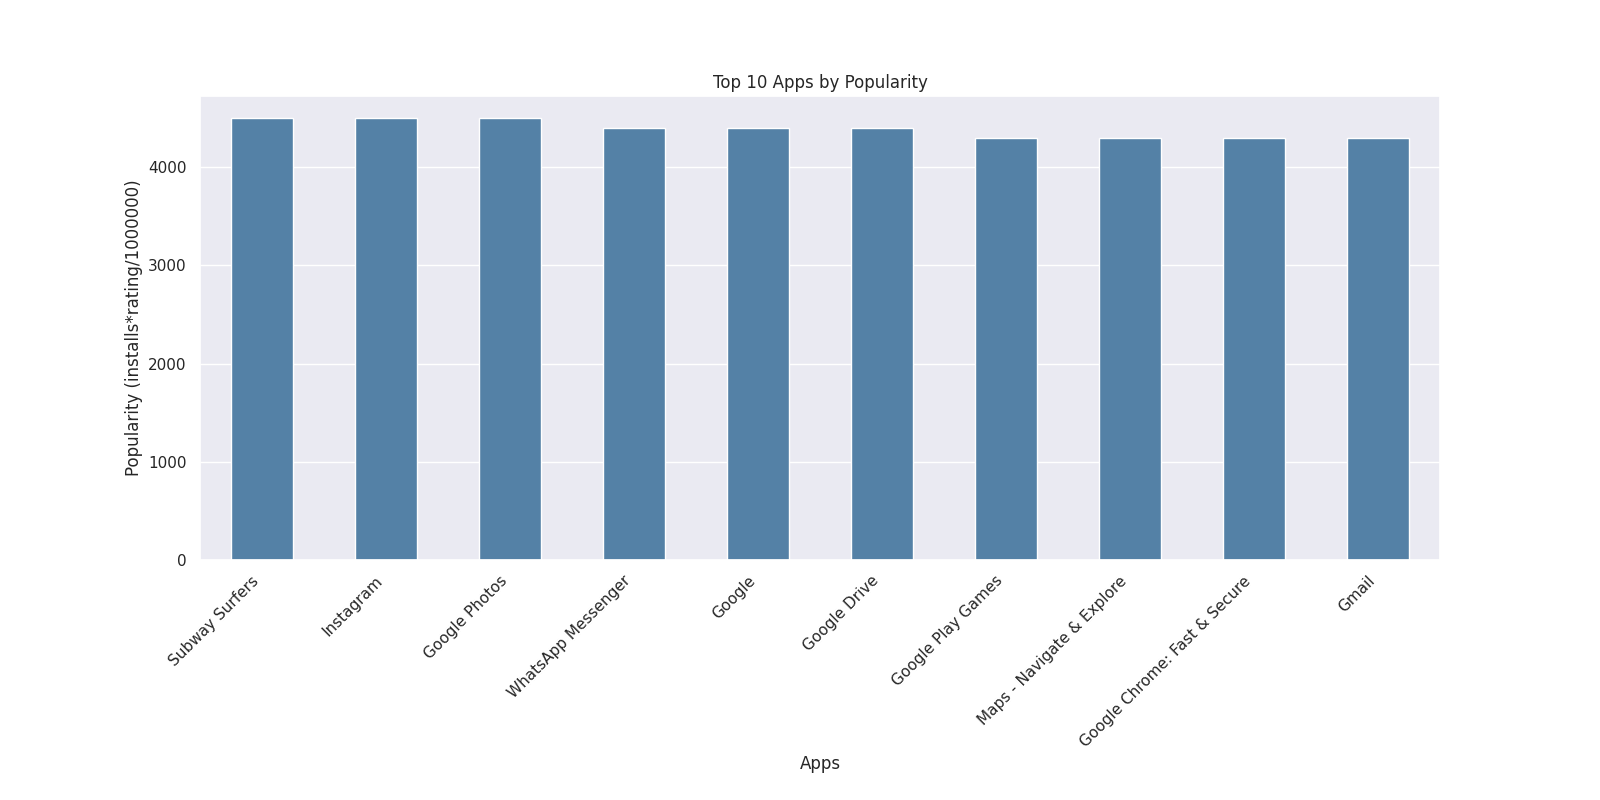 Top 10 Apps by Popularity
Popularity (installs*rating/1000000)
4000
3000
2000
1000
0
Subway Surfers
Instagram
Google Photos
WhatsApp Messenger
Google
Google Drive
Google Play Games
Maps - Navigate & Explore
Google Chrome: Fast & Secure
Gmail
Apps